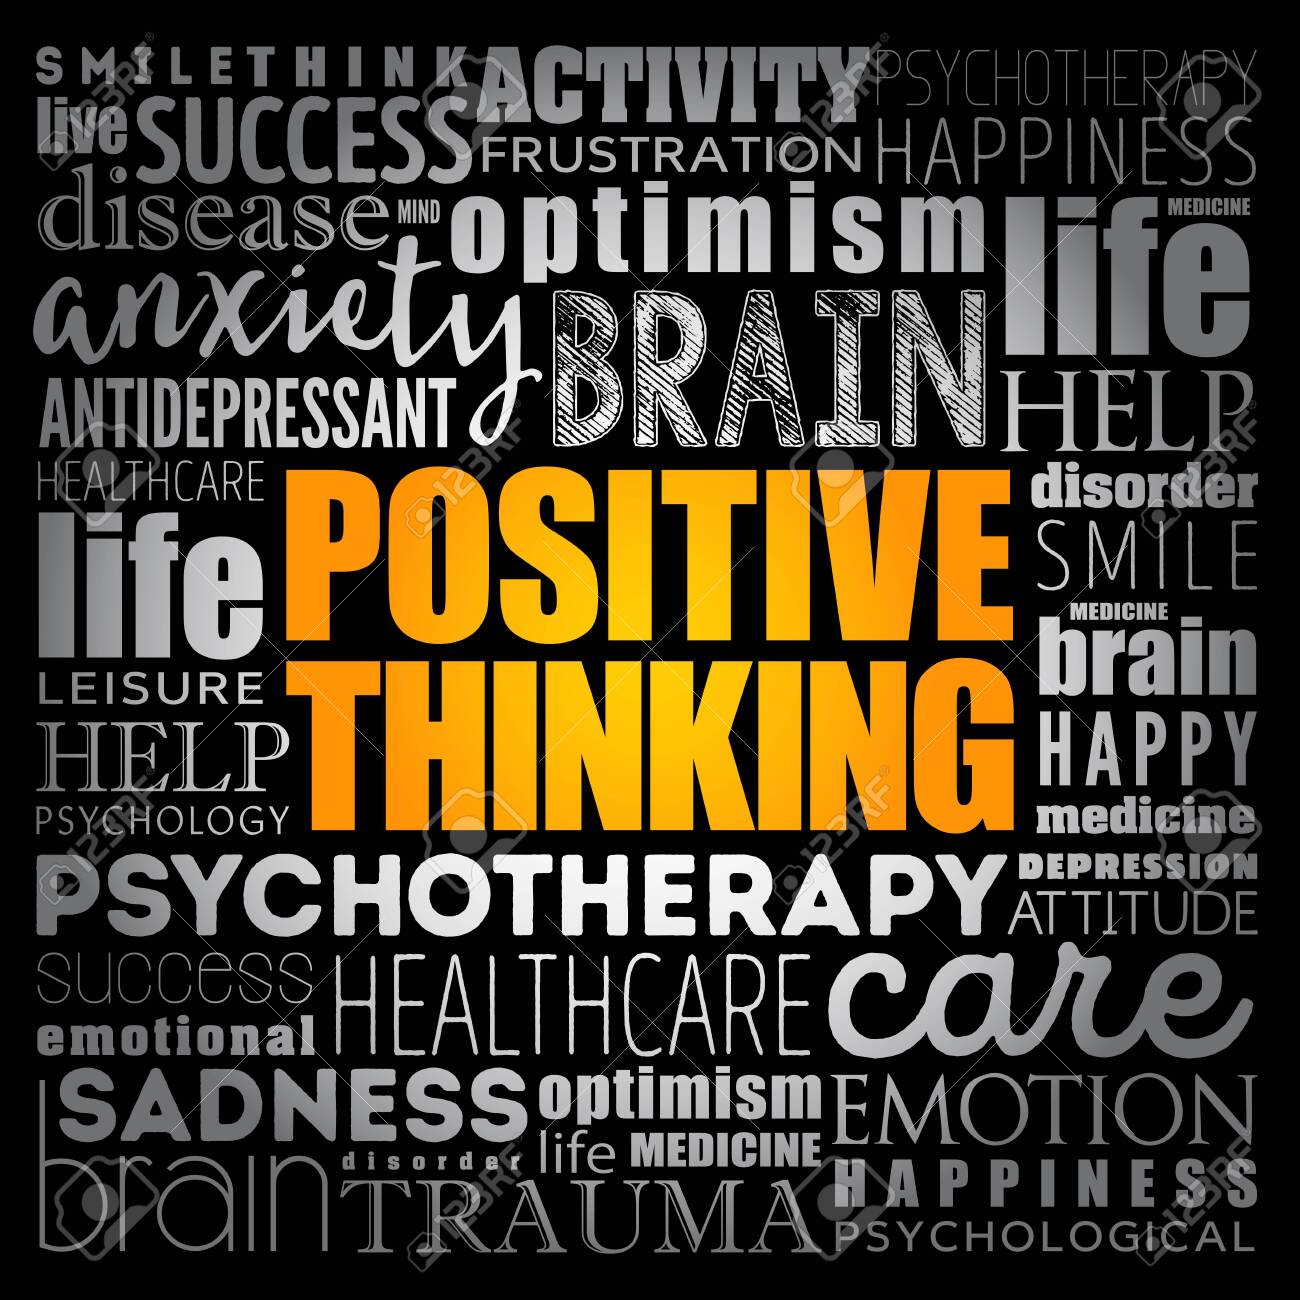 SMILE THINK ACTIVITY PSYCHOTHERAPY
live SUCCESS FRUSTRATION HAPPINESS
disease MIND optimism life MEDICINE
anxiety BRAIN
ANTIDEPRESSANT HELP
HEALTHCARE POSITIVE disorder
life SMILE
MEDICINE
LEISURE THINKING brain
HELP HAPPY
PSYCHOLOGY medicine
PSYCHOTHERAPY DEPRESSION
ATTITUDE
success HEALTHCARE care
emotional
SADNESS optimism EMOTION
brain disorder life MEDICINE HAPPINESS
TRAUMA PSYCHOLOGICAL
123RF